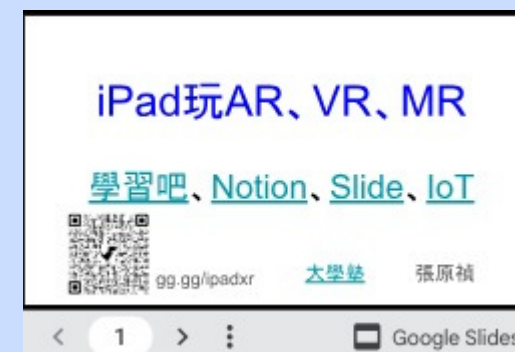 iPad玩AR、VR、MR
學習吧、Notion、Slide、IoT
gg.gg/ipadxr 大學塾 張原禎
1
Google Slides